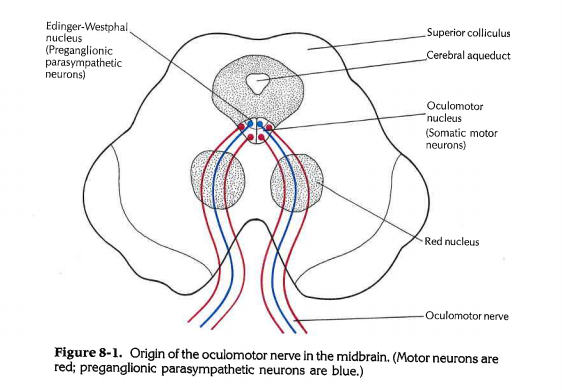 Edinger-Westphal
nucleus
(Preganglionic
parasympathetic
neurons)
Superior colliculus
Cerebral aqueduct
Oculomotor
nucleus
(Somatic motor
neurons)
Red nucleus
Oculomotor nerve
Figure 8-1. Origin of the oculomotor nerve in the midbrain. (Motor neurons are
red; preganglionic parasympathetic neurons are blue.)